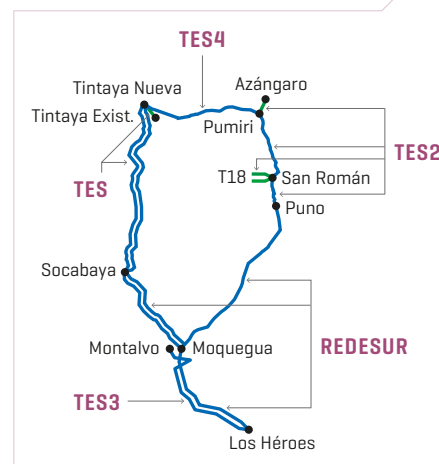 TES4
Azángaro
Tintaya Nueva
Tintaya Exist.
Pumiri
TES2
T18
San Román
TES
Puno
Socabaya
REDESUR
Montalvo
Moquegua
TES3
Los Héroes